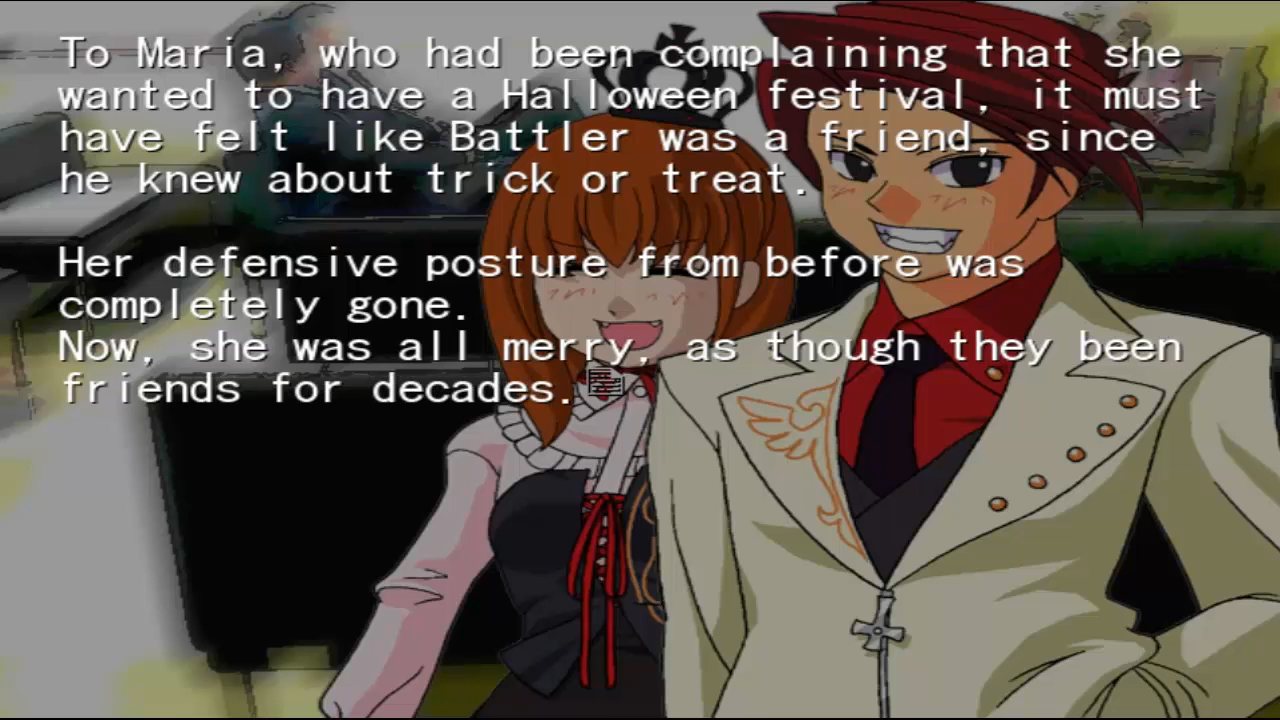 To Maria, who had been complaining that she
wanted to have a Halloween festival, it must
have felt like Battler was a friend, since
he knew about trick or treat.
Her defensive posture from before was
completely gone.
Now, she was all merry, as though they been
friends for decades.